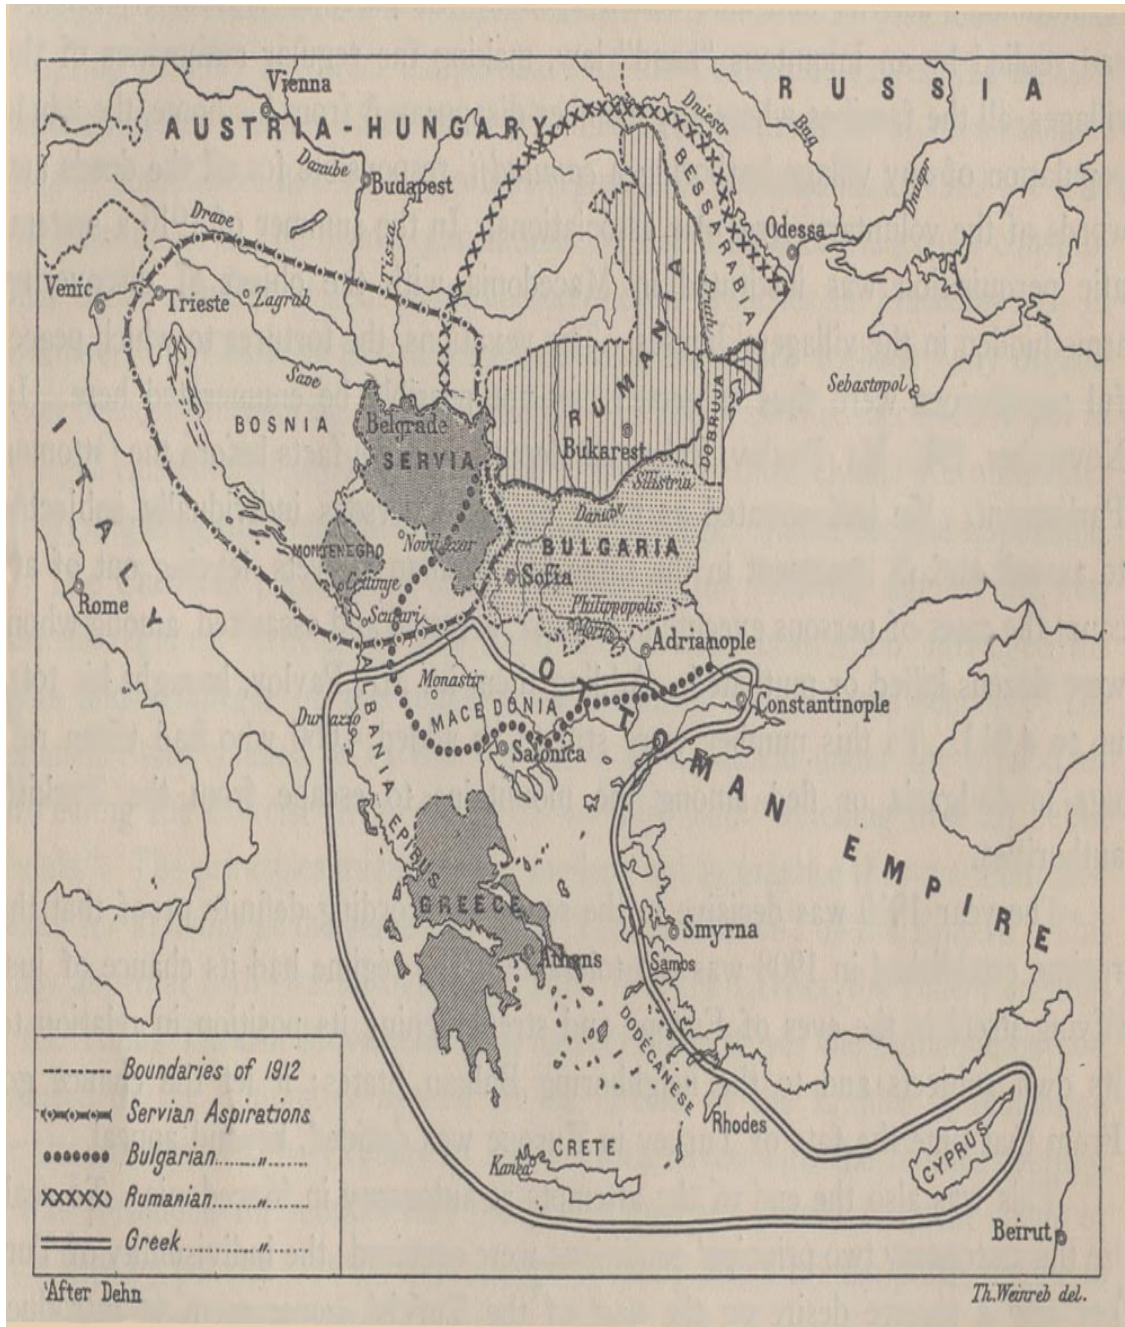 RUSSIA
Vienna
AUSTRIA-HUNGARY
Dniestr
Bug
Dnieper
Danube
Budapest
BESSARABIA
Drave
Tisza
Odessa
Venic
Trieste
Zagrab
Pruth
RUMANIA
Save
Sebastopol
BOSNIA
Belgrade
DOBRUJA
ITALY
SERVIA
Bukarest
Silistria
Danube
MONTENEGRO
Novibazar
BULGARIA
Cettinje
Sofia
Rome
Philippopolis
Scutari
Maritza
Adrianople
OTTOMAN EMPIRE
Monastir
MACEDONIA
Constantinople
Durazzo
ALBANIA
Salonica
EPIRUS
GREECE
Smyrna
Athens
Samos
DODÉCANESE
Rhodes
CRETE
Kanea
CYPRUS
Beirut
Boundaries of 1912
Servian Aspirations
Bulgarian........„........
Rumanian........„........
Greek............„........
After Dehn
Th. Weinreb del.